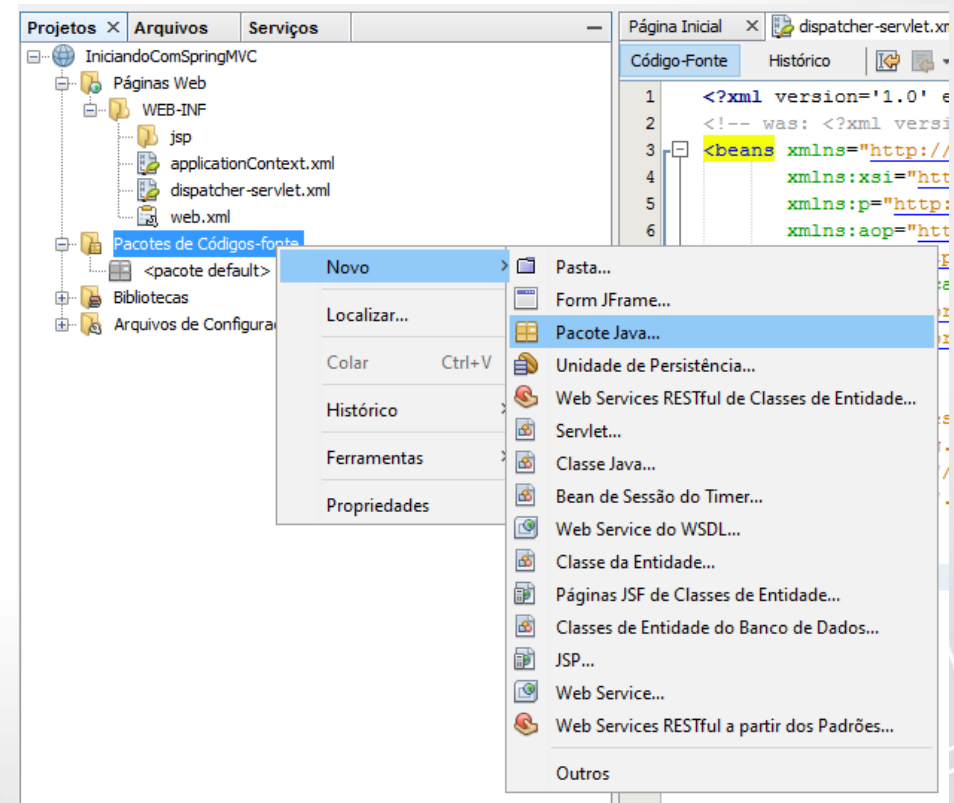 Projetos
Arquivos
Serviços
IniciandoComSpringMVC
Páginas Web
WEB-INF
jsp
applicationContext.xml
dispatcher-servlet.xml
web.xml
Pacotes de Códigos-fonte
<pacote default>
Bibliotecas
Arquivos de Configura
Página Inicial
dispatcher-servlet.xm
Código-Fonte
Histórico
1 <?xml version='1.0' e
2 <!-- was: <?xml versi
3 <beans xmlns="http://
4 xmlns:xsi="htt
5 xmlns:p="http:
6 xmlns:aop="htt
Novo
Localizar...
Colar Ctrl+V
Histórico
Ferramentas
Propriedades
Pasta...
Form JFrame...
Pacote Java...
Unidade de Persistência...
Web Services RESTful de Classes de Entidade...
Servlet...
Classe Java...
Bean de Sessão do Timer...
Web Service do WSDL...
Classe da Entidade...
Páginas JSF de Classes de Entidade...
Classes de Entidade do Banco de Dados...
JSP...
Web Service...
Web Services RESTful a partir dos Padrões...
Outros